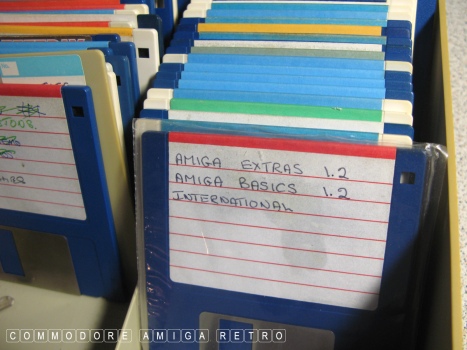 AMIGA EXTRAS 1.2
AMIGA BASICS 1.2
INTERNATIONAL
COMMODORE AMIGA RETRO